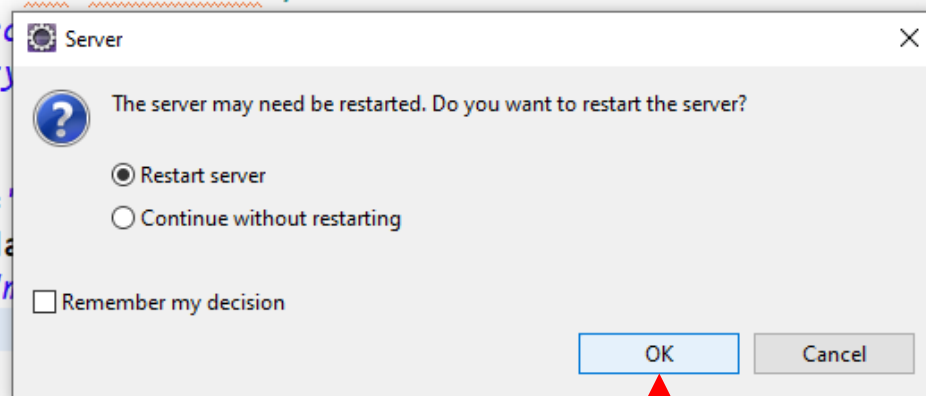 Server
The server may need be restarted. Do you want to restart the server?
Restart server
Continue without restarting
Remember my decision
OK Cancel